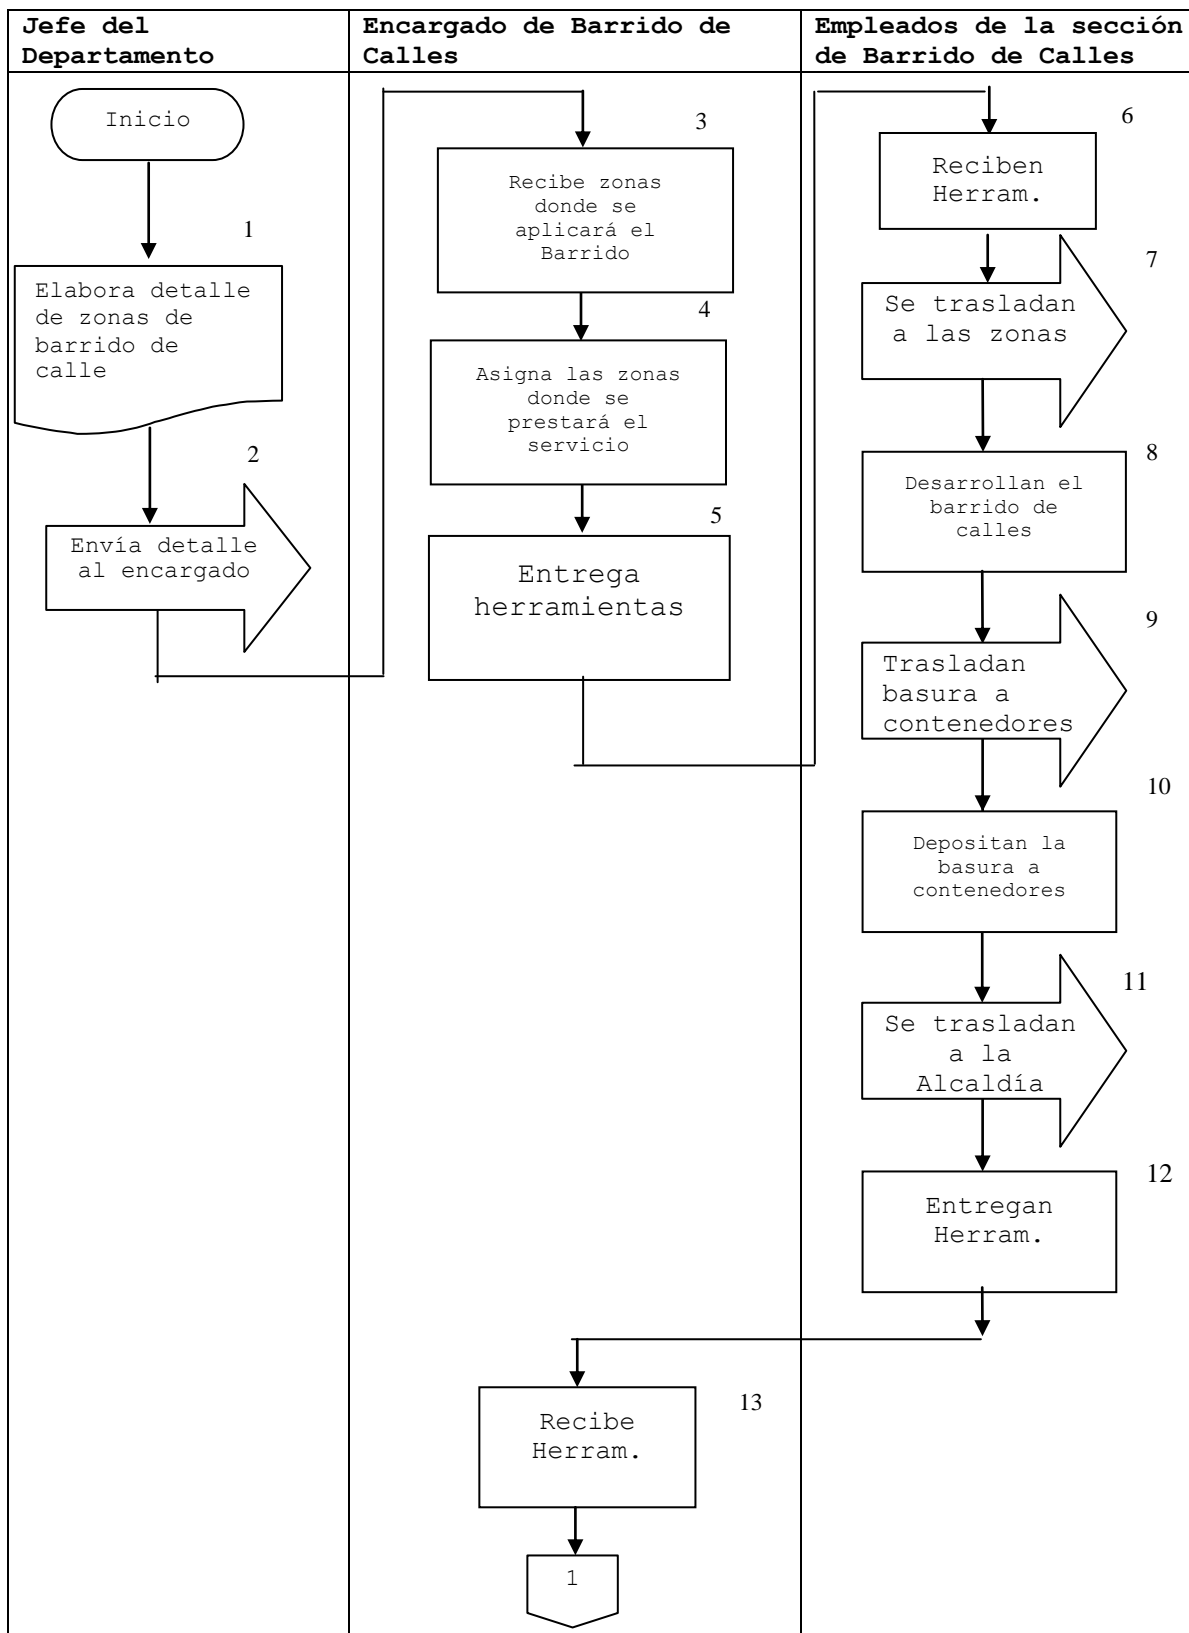 Jefe del
Departamento
Encargado de Barrido de
Calles
Empleados de la sección
de Barrido de Calles
Inicio
1
Elabora detalle
de zonas de
barrido de
calle
2
Envía detalle
al encargado
3
Recibe zonas
donde se
aplicará el
Barrido
4
Asigna las zonas
donde se
prestará el
servicio
5
Entrega
herramientas
6
Reciben
Herram.
7
Se trasladan
a las zonas
8
Desarrollan el
barrido de
calles
9
Trasladan
basura a
contenedores
10
Depositan la
basura a
contenedores
11
Se trasladan
a la
Alcaldía
12
Entregan
Herram.
13
Recibe
Herram.
1